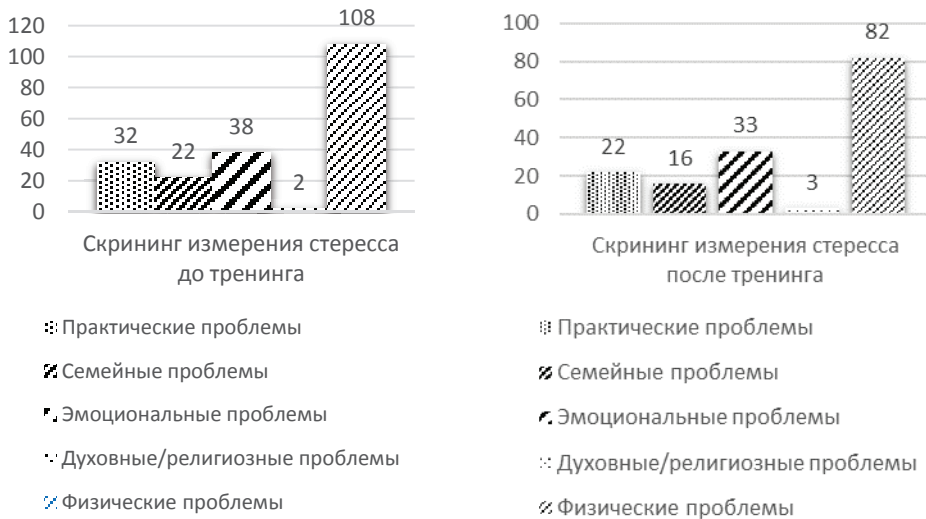 120
100
80
60
40
20
0
32
22
38
2
108
Скрининг измерения стересса
до тренинга
Практические проблемы
Семейные проблемы
Эмоциональные проблемы
Духовные/религиозные проблемы
Физические проблемы
100
80
60
40
20
0
22
16
33
3
82
Скрининг измерения стересса
после тренинга
Практические проблемы
Семейные проблемы
Эмоциональные проблемы
Духовные/религиозные проблемы
Физические проблемы